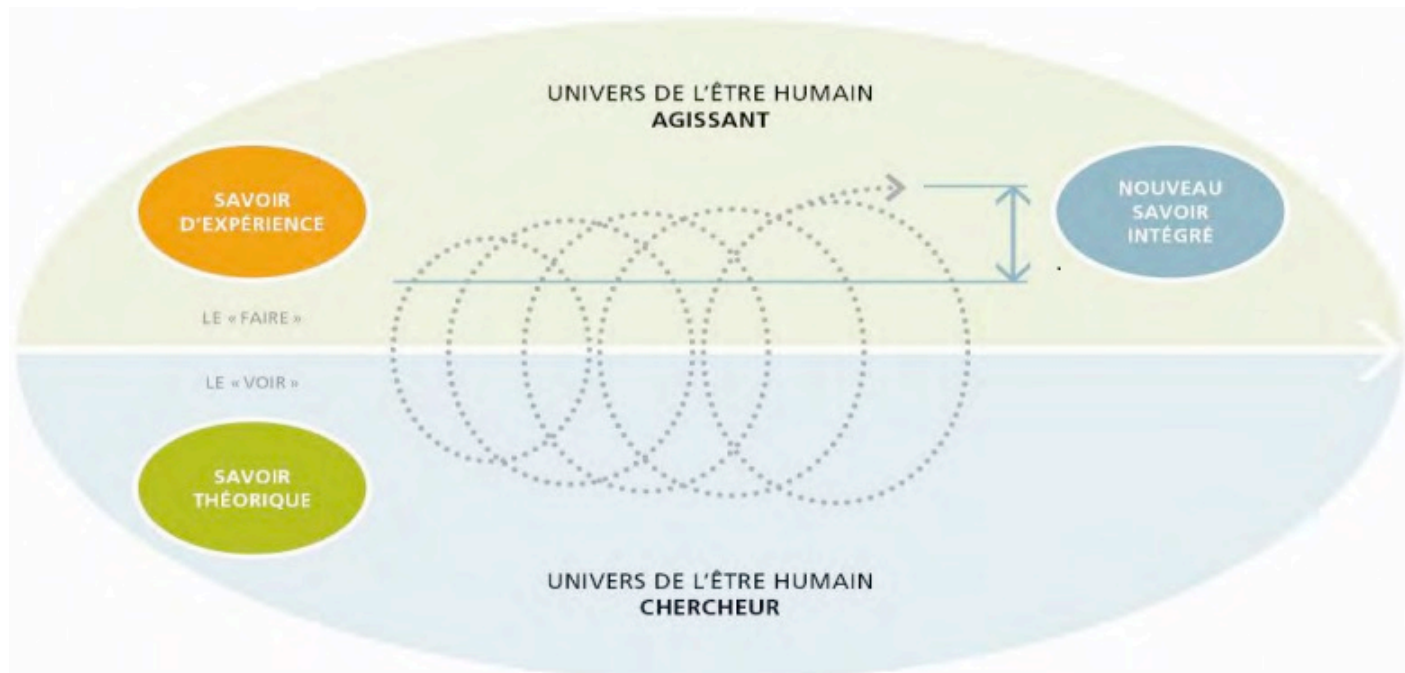 UNIVERS DE L'ÊTRE HUMAIN
AGISSANT
SAVOIR
D'EXPÉRIENCE
NOUVEAU
SAVOIR
INTÉGRÉ
LE « FAIRE »
LE « VOIR »
SAVOIR
THÉORIQUE
UNIVERS DE L'ÊTRE HUMAIN
CHERCHEUR